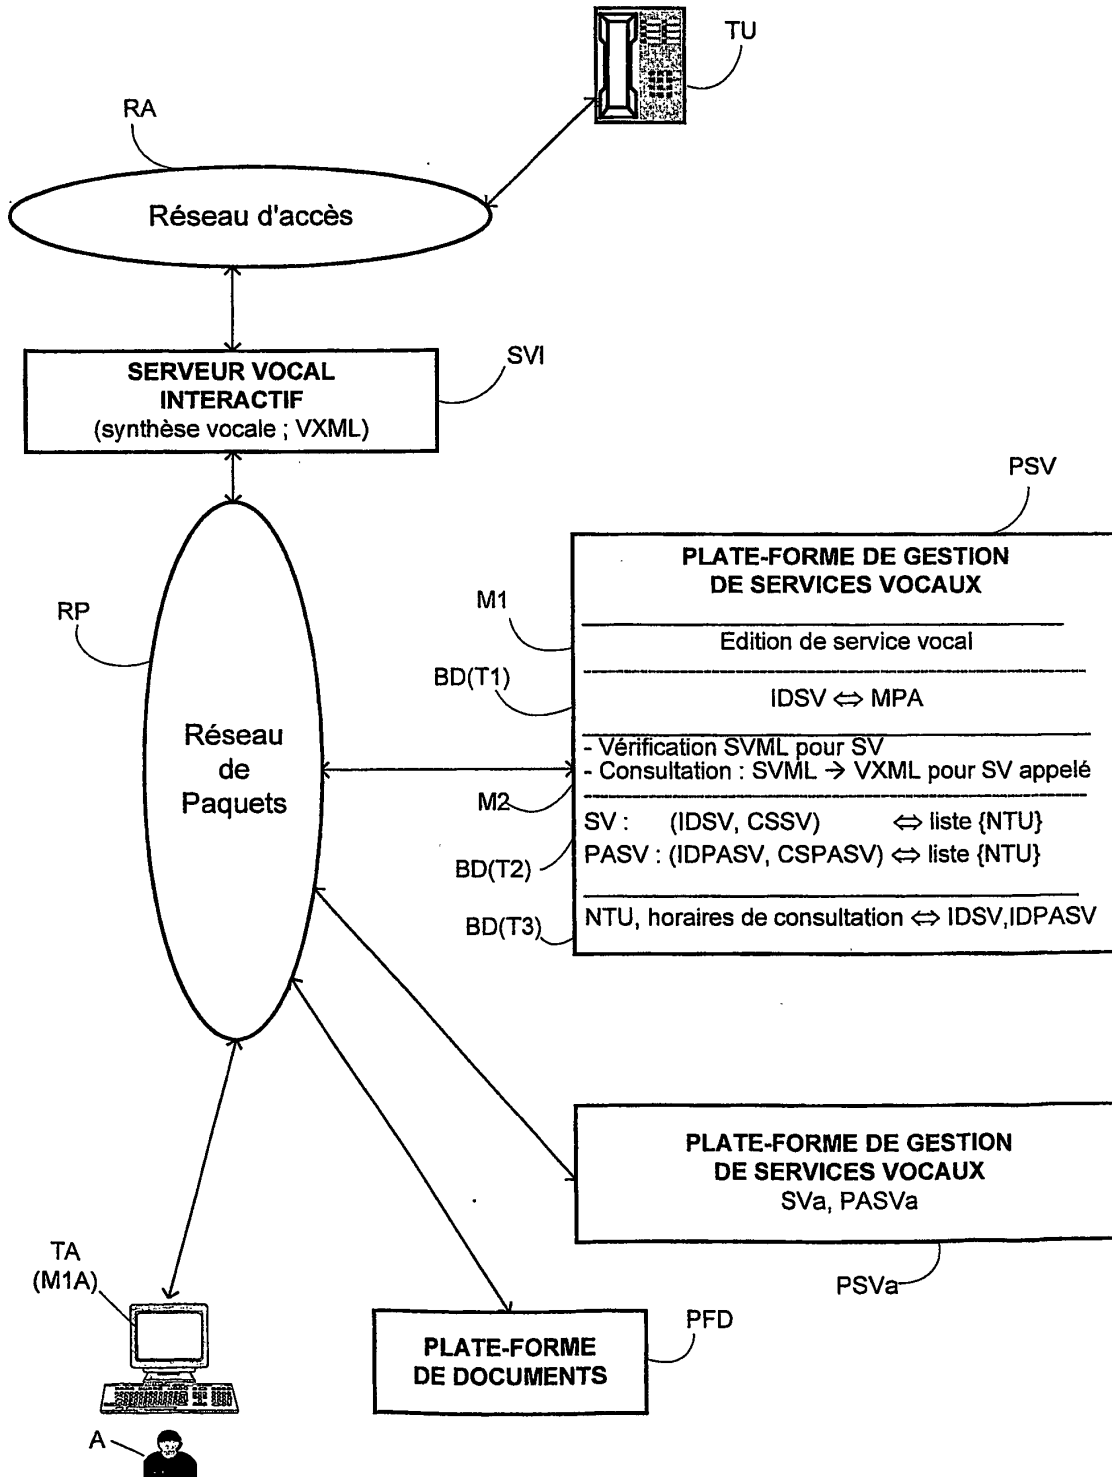 TU
RA
Réseau d'accès
SVI
SERVEUR VOCAL
INTERACTIF
(synthèse vocale ; VXML)
PSV
PLATE-FORME DE GESTION
DE SERVICES VOCAUX
M1
RP
Edition de service vocal
BD(T1)
IDSV ⇔ MPA
Réseau
de
Paquets
- Vérification SVML pour SV
- Consultation : SVML → VXML pour SV appelé
M2
SV : (IDSV, CSSV) ⇔ liste {NTU}
PASV : (IDPASV, CSPASV) ⇔ liste {NTU}
BD(T2)
BD(T3)
NTU, horaires de consultation ⇔ IDSV,IDPASV
PLATE-FORME DE GESTION
DE SERVICES VOCAUX
SVa, PASVa
PSVa
TA
(M1A)
PFD
PLATE-FORME
DE DOCUMENTS
A